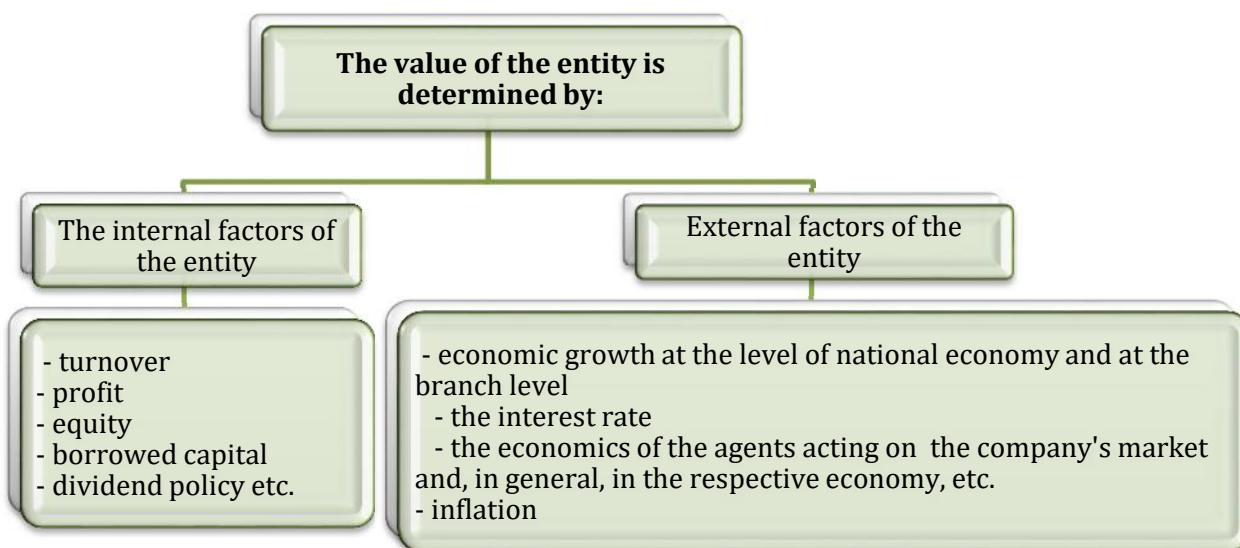 The value of the entity is
determined by:
The internal factors of
the entity
- turnover
- profit
- equity
- borrowed capital
- dividend policy etc.
External factors of the
entity
- economic growth at the level of national economy and at the
branch level
- the interest rate
- the economics of the agents acting on the company's market
and, in general, in the respective economy, etc.
- inflation